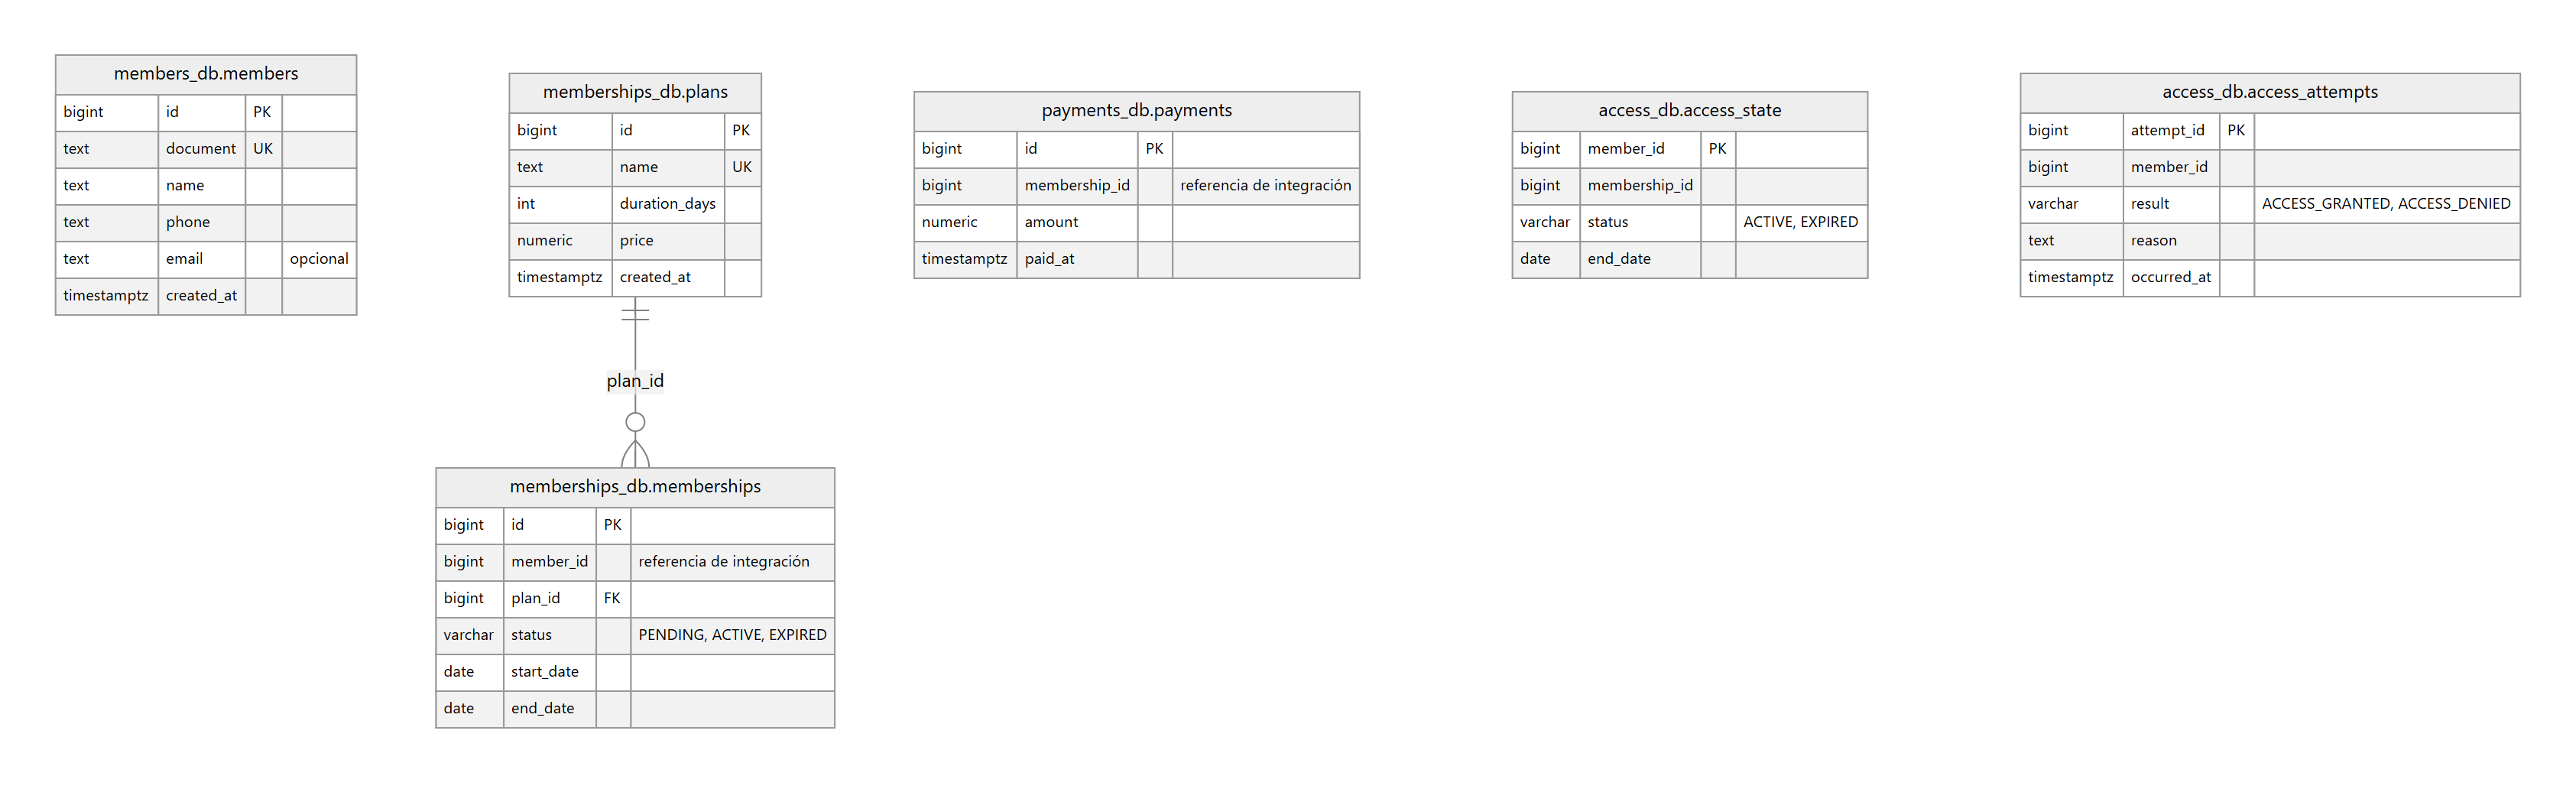 members_db.members
bigint id PK
text document UK
text name
text phone
text email opcional
timestamptz created_at
memberships_db.plans
bigint id PK
text name UK
int duration_days
numeric price
timestamptz created_at
payments_db.payments
bigint id PK
bigint membership_id referencia de integración
numeric amount
timestamptz paid_at
access_db.access_state
bigint member_id PK
bigint membership_id
varchar status ACTIVE, EXPIRED
date end_date
access_db.access_attempts
bigint attempt_id PK
bigint member_id
varchar result ACCESS_GRANTED, ACCESS_DENIED
text reason
timestamptz occurred_at
plan_id
memberships_db.memberships
bigint id PK
bigint member_id referencia de integración
bigint plan_id FK
varchar status PENDING, ACTIVE, EXPIRED
date start_date
date end_date